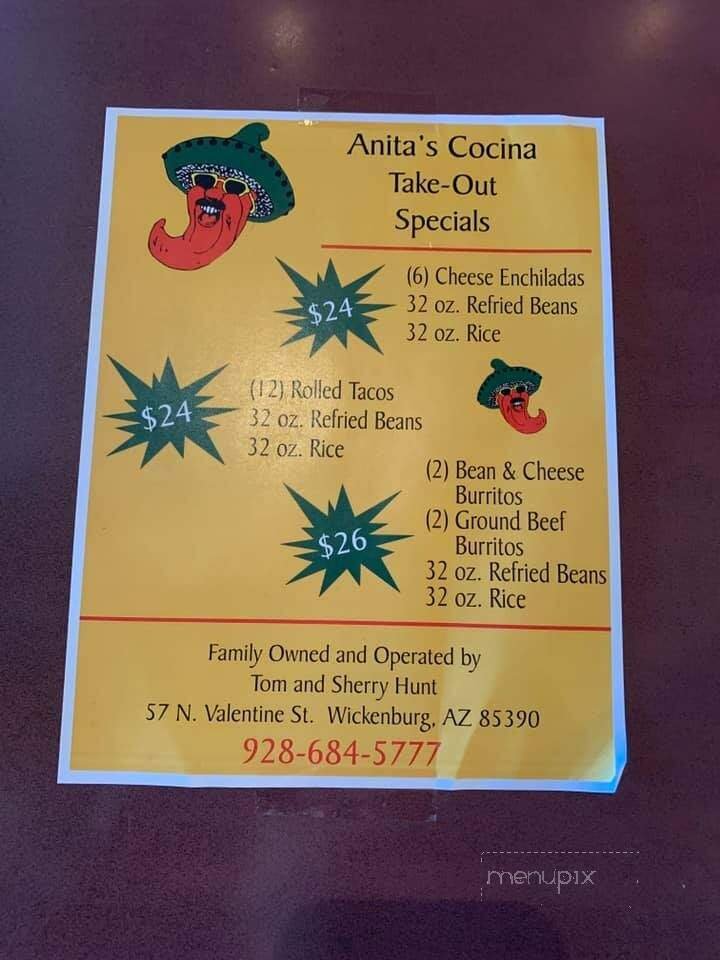 Anita's Cocina
Take-Out
Specials
$24
(6) Cheese Enchiladas
32 oz. Refried Beans
32 oz. Rice
$24
(12) Rolled Tacos
32 oz. Refried Beans
32 oz. Rice
$26
(2) Bean & Cheese
Burritos
(2) Ground Beef
Burritos
32 oz. Refried Beans
32 oz. Rice
Family Owned and Operated by
Tom and Sherry Hunt
57 N. Valentine St. Wickenburg, AZ 85390
928-684-5777
menupix